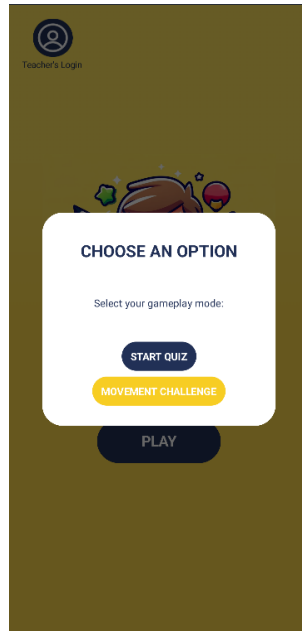 Teacher's Login
CHOOSE AN OPTION
Select your gameplay mode:
START QUIZ
MOVEMENT CHALLENGE
PLAY